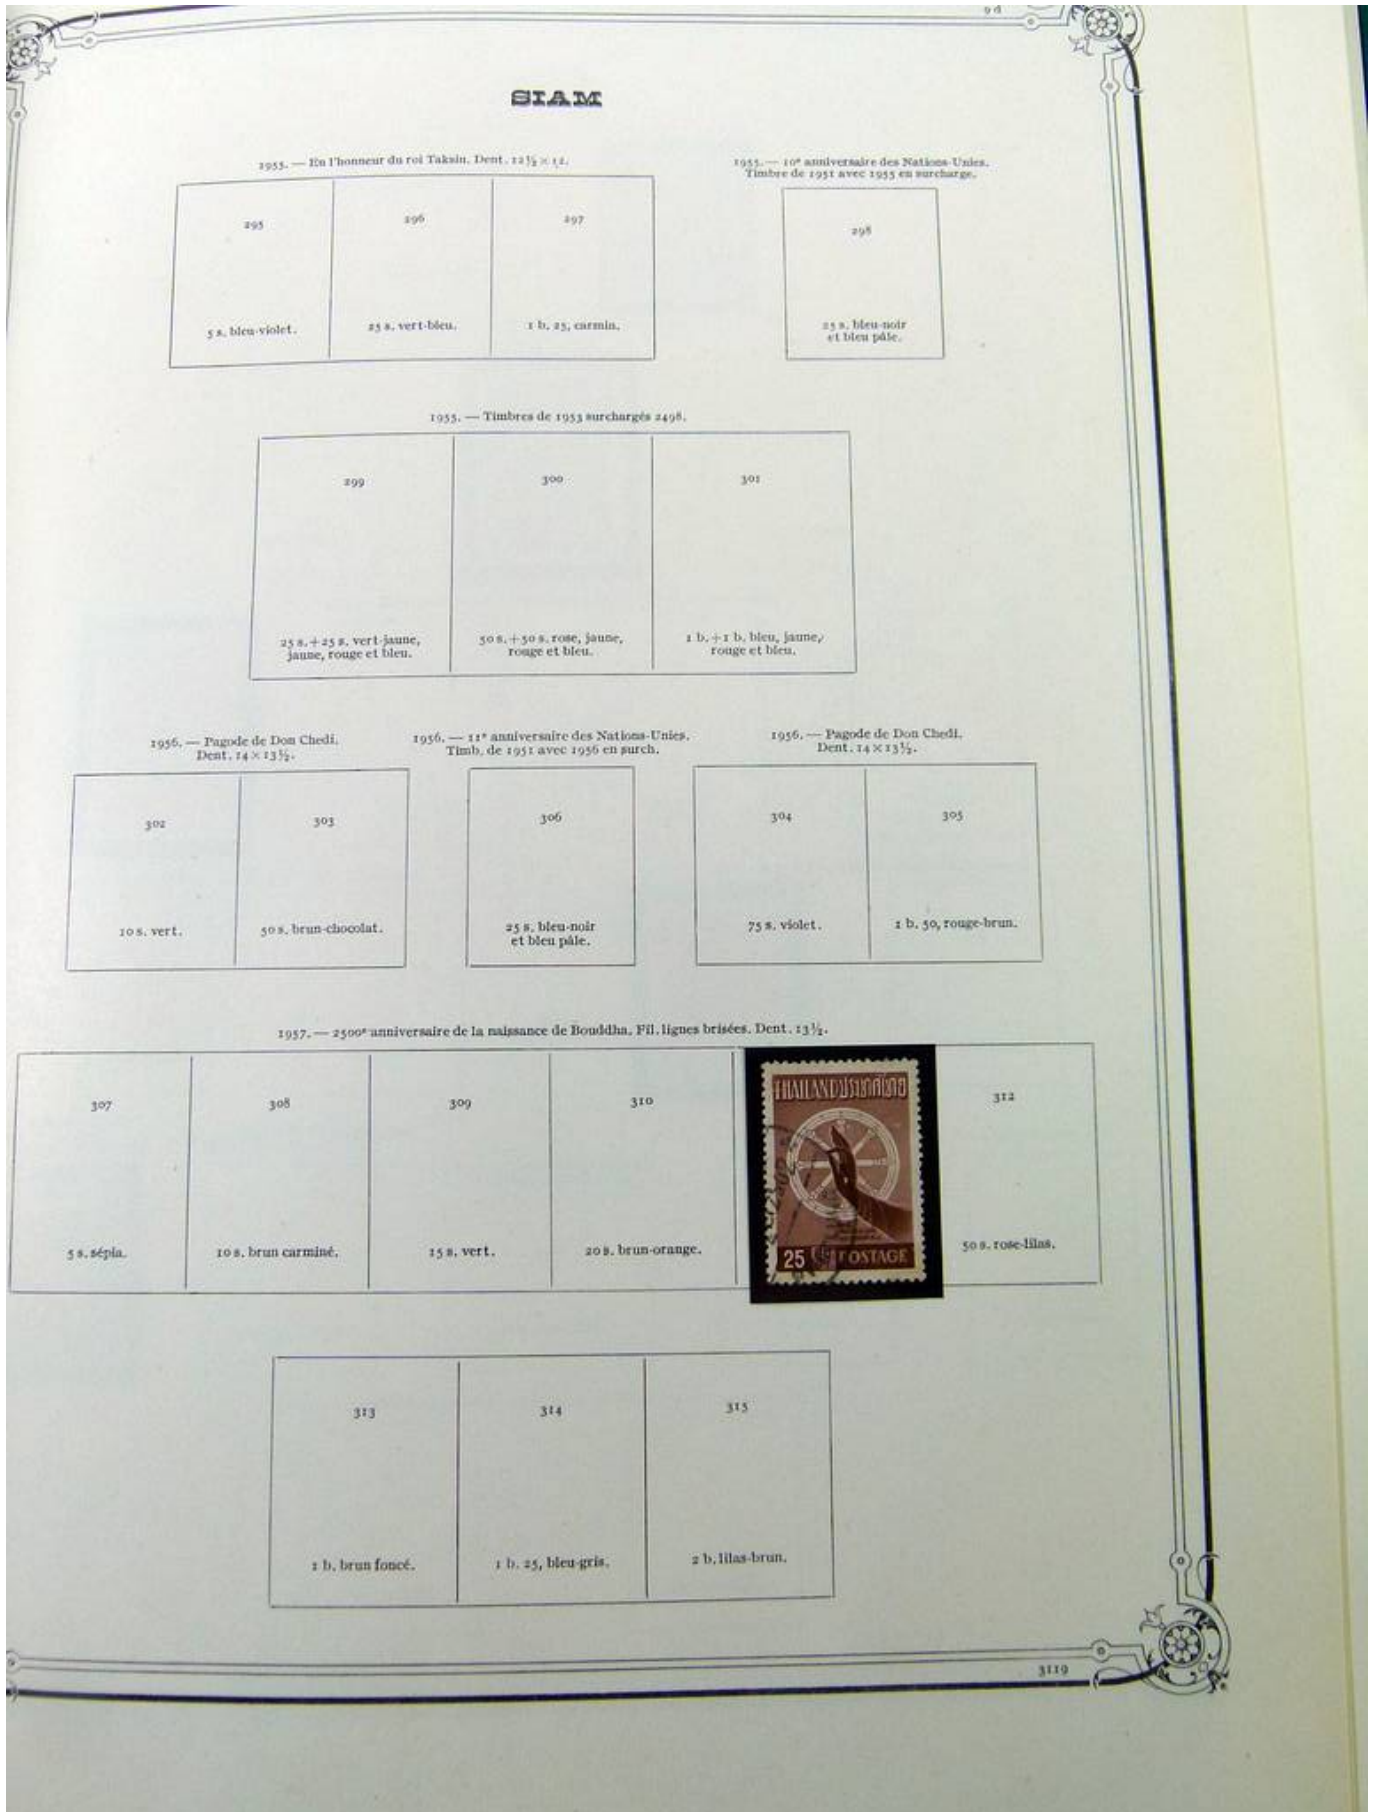 SIAM
1955. — En l'honneur du roi Taksin. Dent. 12½ × 12.
1955. — 10e anniversaire des Nations-Unies.
Timbre de 1951 avec 1955 en surcharge.
295
296
297
298
5 s. bleu-violet.
25 s. vert-bleu.
1 b. 25, carmin.
25 s. bleu-noir
et bleu pâle.
1955. — Timbres de 1953 surchargés 2498.
299
300
301
25 s.+25 s. vert-jaune,
jaune, rouge et bleu.
50 s.+50 s. rose, jaune,
rouge et bleu.
1 b.+1 b. bleu, jaune,
rouge et bleu.
1956. — Pagode de Don Chedi.
Dent. 14 × 13½.
1956. — 11e anniversaire des Nations-Unies.
Timb. de 1951 avec 1956 en surch.
1956. — Pagode de Don Chedi.
Dent. 14 × 13½.
302
303
306
304
305
10 s. vert.
50 s. brun-chocolat.
25 s. bleu-noir
et bleu pâle.
75 s. violet.
1 b. 50, rouge-brun.
1957. — 2500e anniversaire de la naissance de Bouddha. Fil. lignes brisées. Dent. 13½.
307
308
309
310
THAILAND ประเทศไทย
312
5 s. sépia.
10 s. brun carminé.
15 s. vert.
20 s. brun-orange.
25 POSTAGE
50 s. rose-lilas.
313
314
315
1 b. brun foncé.
1 b. 25, bleu-gris.
2 b. lilas-brun.
3119